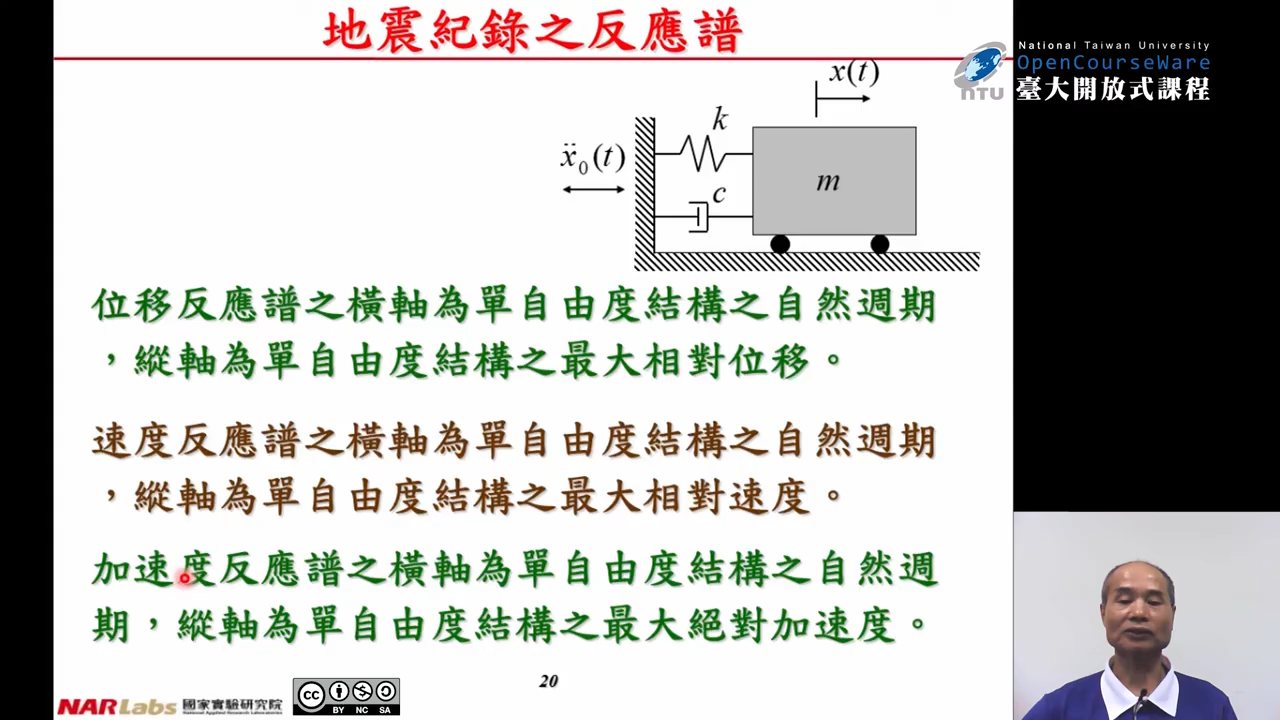 地震紀錄之反應譜
National Taiwan University
OpenCourseWare
臺大開放式課程
NTU
x(t)
k
ẍ₀(t)
c
m
位移反應譜之橫軸為單自由度結構之自然週期
，縱軸為單自由度結構之最大相對位移。
速度反應譜之橫軸為單自由度結構之自然週期
，縱軸為單自由度結構之最大相對速度。
加速度反應譜之橫軸為單自由度結構之自然週
期，縱軸為單自由度結構之最大絕對加速度。
20
NARLabs 國家實驗研究院
cc BY NC SA